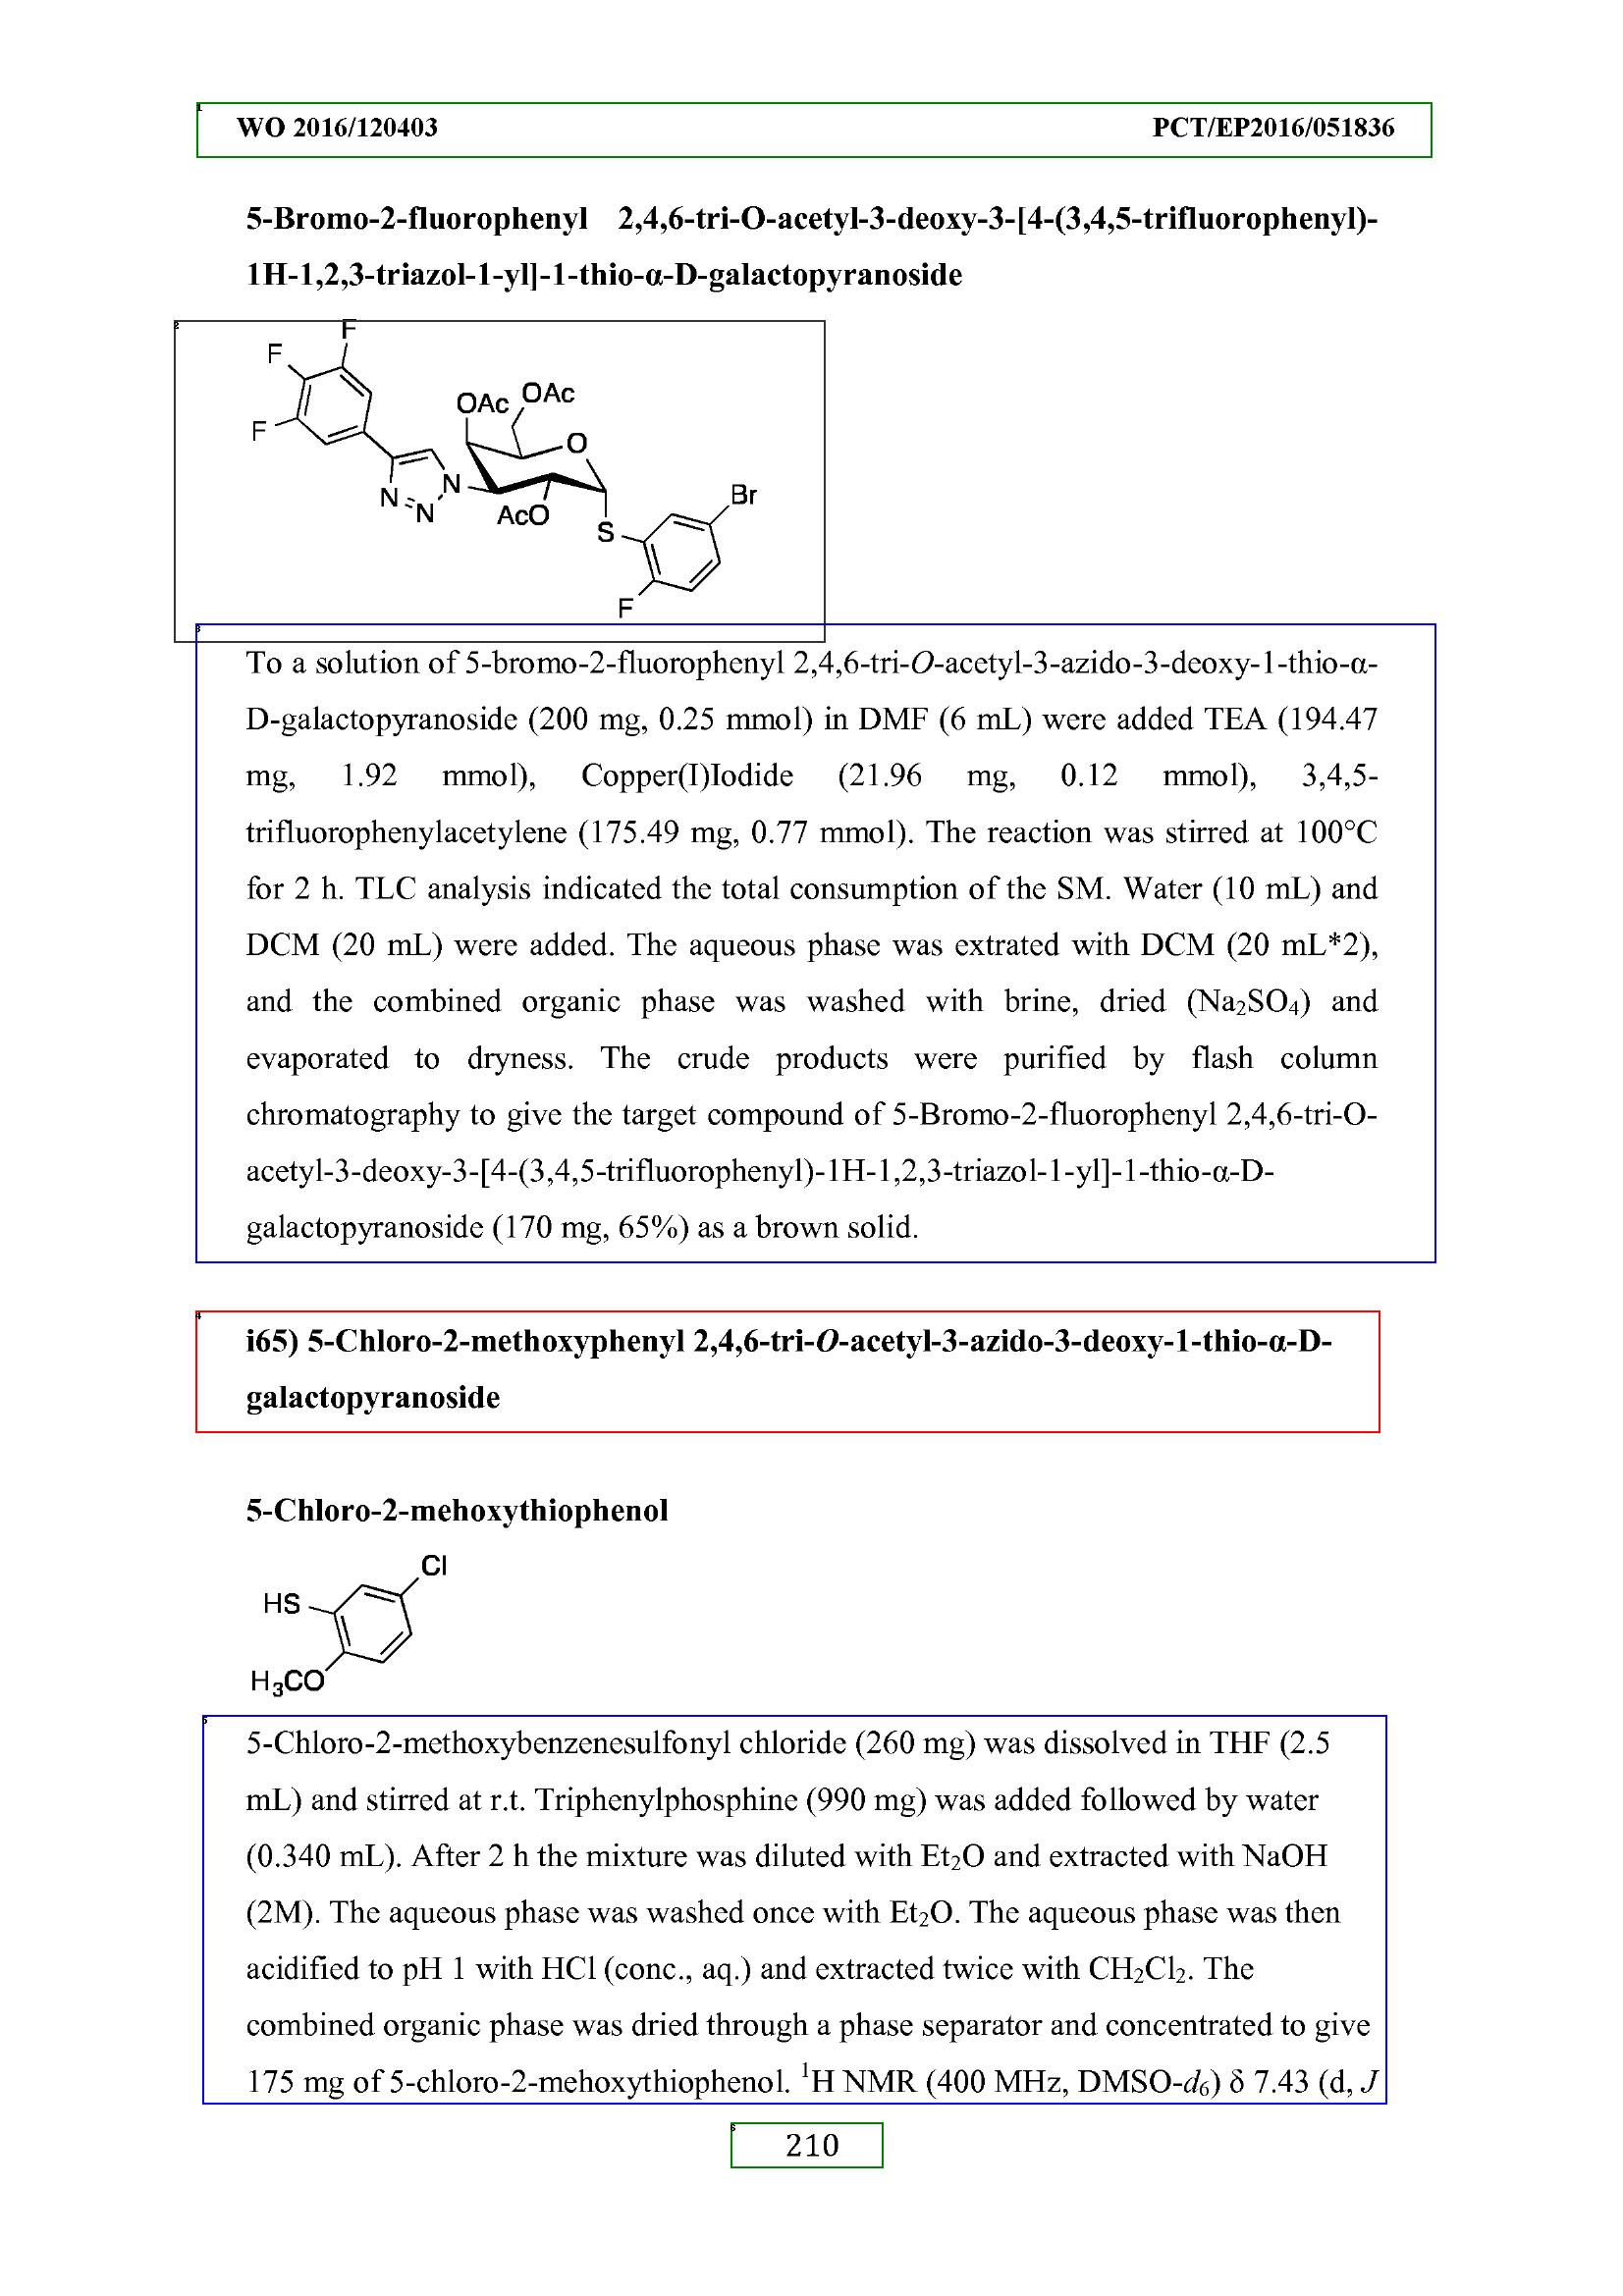 WO 2016/120403 PCT/EP2016/051836
5-Bromo-2-fluorophenyl 2,4,6-tri-O-acetyl-3-deoxy-3-[4-(3,4,5-trifluorophenyl)-
1H-1,2,3-triazol-1-yl]-1-thio-α-D-galactopyranoside
2
F
F
F
OAc
OAc
O
N
N
N
AcO
S
Br
F
3
To a solution of 5-bromo-2-fluorophenyl 2,4,6-tri-O-acetyl-3-azido-3-deoxy-1-thio-α-
D-galactopyranoside (200 mg, 0.25 mmol) in DMF (6 mL) were added TEA (194.47
mg, 1.92 mmol), Copper(I)Iodide (21.96 mg, 0.12 mmol), 3,4,5-
trifluorophenylacetylene (175.49 mg, 0.77 mmol). The reaction was stirred at 100°C
for 2 h. TLC analysis indicated the total consumption of the SM. Water (10 mL) and
DCM (20 mL) were added. The aqueous phase was extrated with DCM (20 mL*2),
and the combined organic phase was washed with brine, dried (Na₂SO₄) and
evaporated to dryness. The crude products were purified by flash column
chromatography to give the target compound of 5-Bromo-2-fluorophenyl 2,4,6-tri-O-
acetyl-3-deoxy-3-[4-(3,4,5-trifluorophenyl)-1H-1,2,3-triazol-1-yl]-1-thio-α-D-
galactopyranoside (170 mg, 65%) as a brown solid.
4
i65) 5-Chloro-2-methoxyphenyl 2,4,6-tri-O-acetyl-3-azido-3-deoxy-1-thio-α-D-
galactopyranoside
5-Chloro-2-mehoxythiophenol
Cl
HS
H₃CO
5
5-Chloro-2-methoxybenzenesulfonyl chloride (260 mg) was dissolved in THF (2.5
mL) and stirred at r.t. Triphenylphosphine (990 mg) was added followed by water
(0.340 mL). After 2 h the mixture was diluted with Et₂O and extracted with NaOH
(2M). The aqueous phase was washed once with Et₂O. The aqueous phase was then
acidified to pH 1 with HCl (conc., aq.) and extracted twice with CH₂Cl₂. The
combined organic phase was dried through a phase separator and concentrated to give
175 mg of 5-chloro-2-mehoxythiophenol. ¹H NMR (400 MHz, DMSO-d₆) δ 7.43 (d, J
210